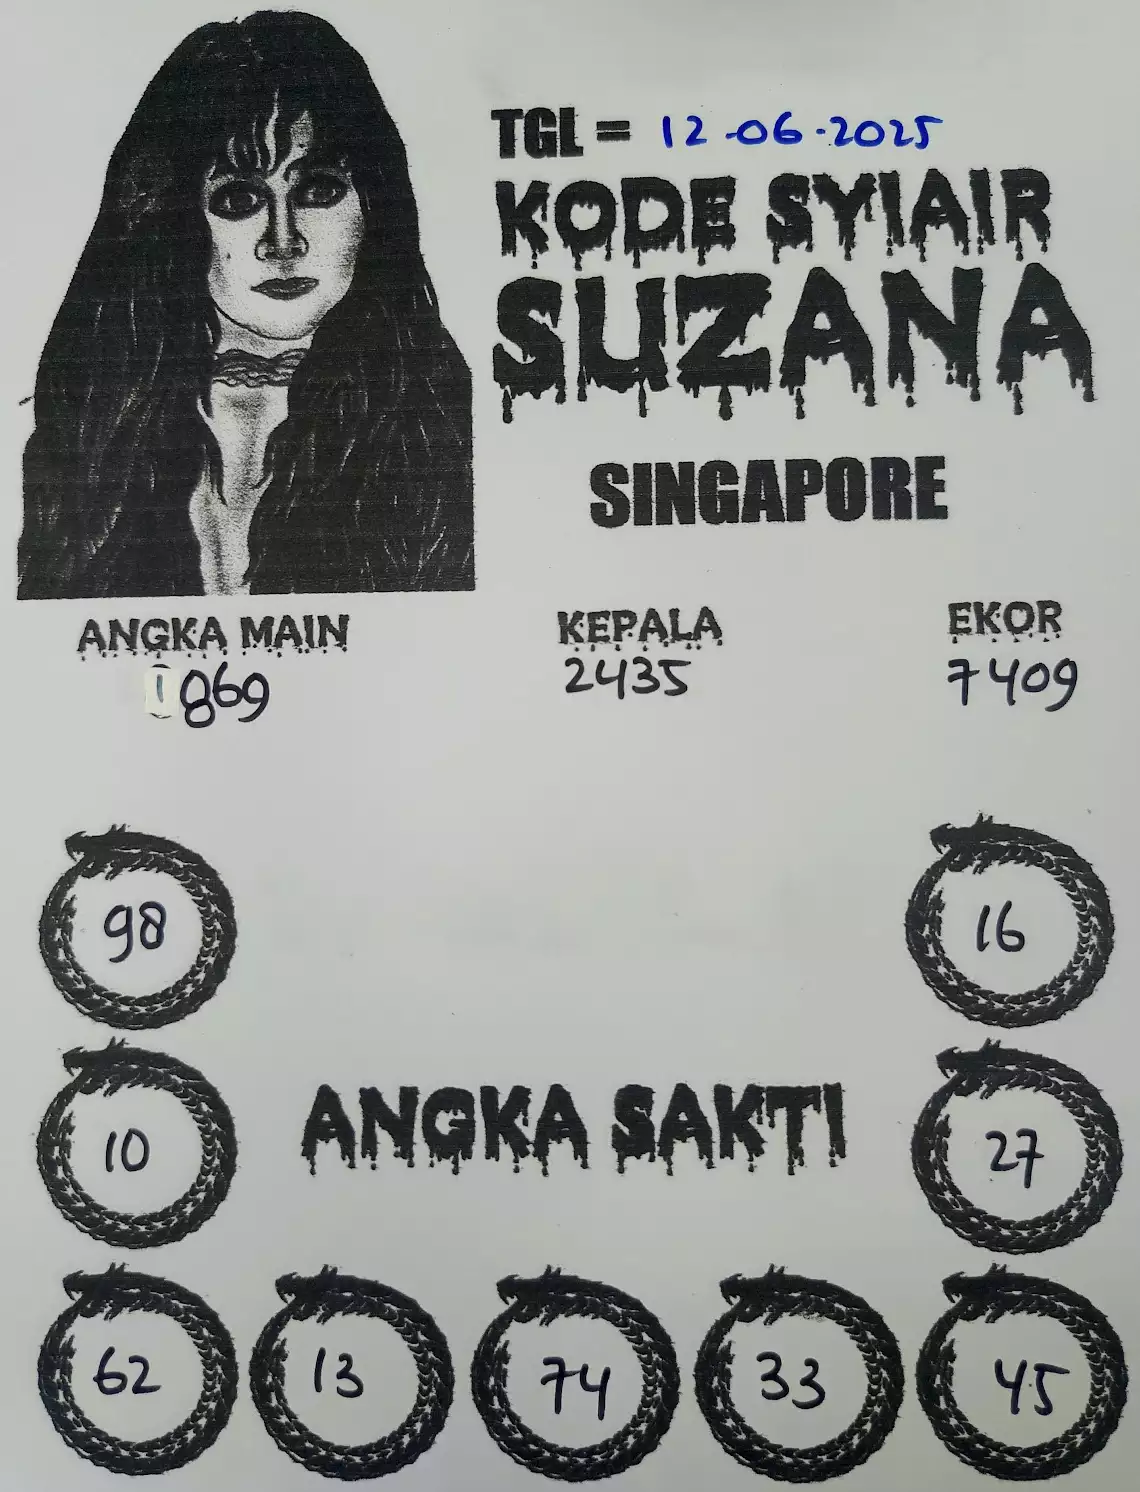 TGL = 12-06-2025
KODE SYIAIR
SUZANA
SINGAPORE
ANGKA MAIN
KEPALA
EKOR
1869
2435
7409
98
16
10
ANGKA SAKTI
27
62
13
74
33
45